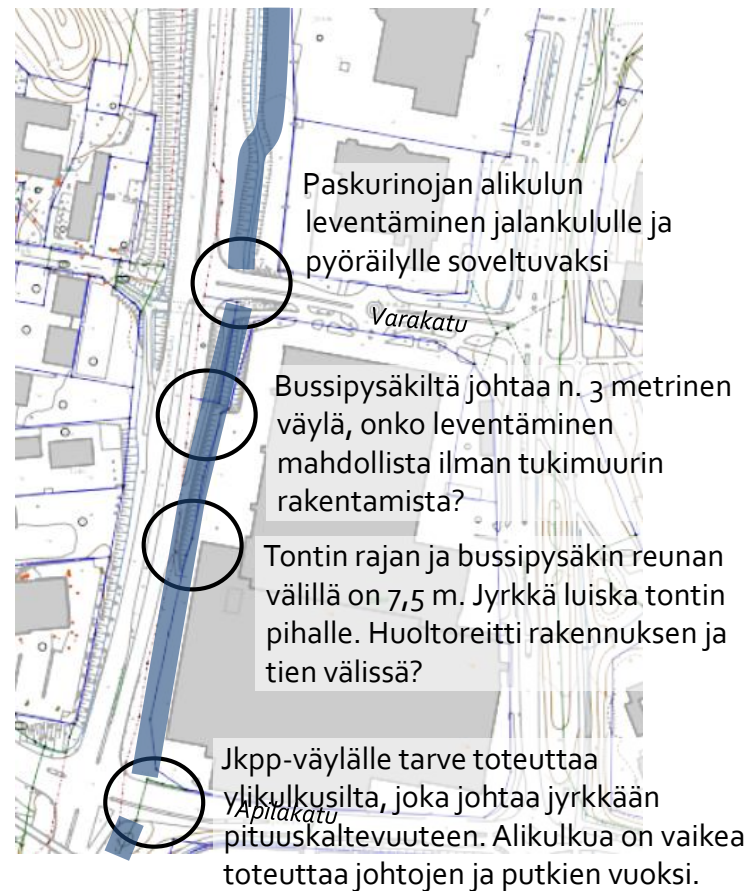 Paskurinojan alikulun
leventäminen jalankululle ja
pyöräilylle soveltuvaksi
Varakatu
Bussipysäkiltä johtaa n. 3 metrinen
väylä, onko leventäminen
mahdollista ilman tukimuurin
rakentamista?
Tontin rajan ja bussipysäkin reunan
välillä on 7,5 m. Jyrkkä luiska tontin
pihalle. Huoltoreitti rakennuksen ja
tien välissä?
Jkpp-väylälle tarve toteuttaa
ylikulkusilta, joka johtaa jyrkkään
Apilakatu
pituuskaltevuuteen. Alikulkua on vaikea
toteuttaa johtojen ja putkien vuoksi.